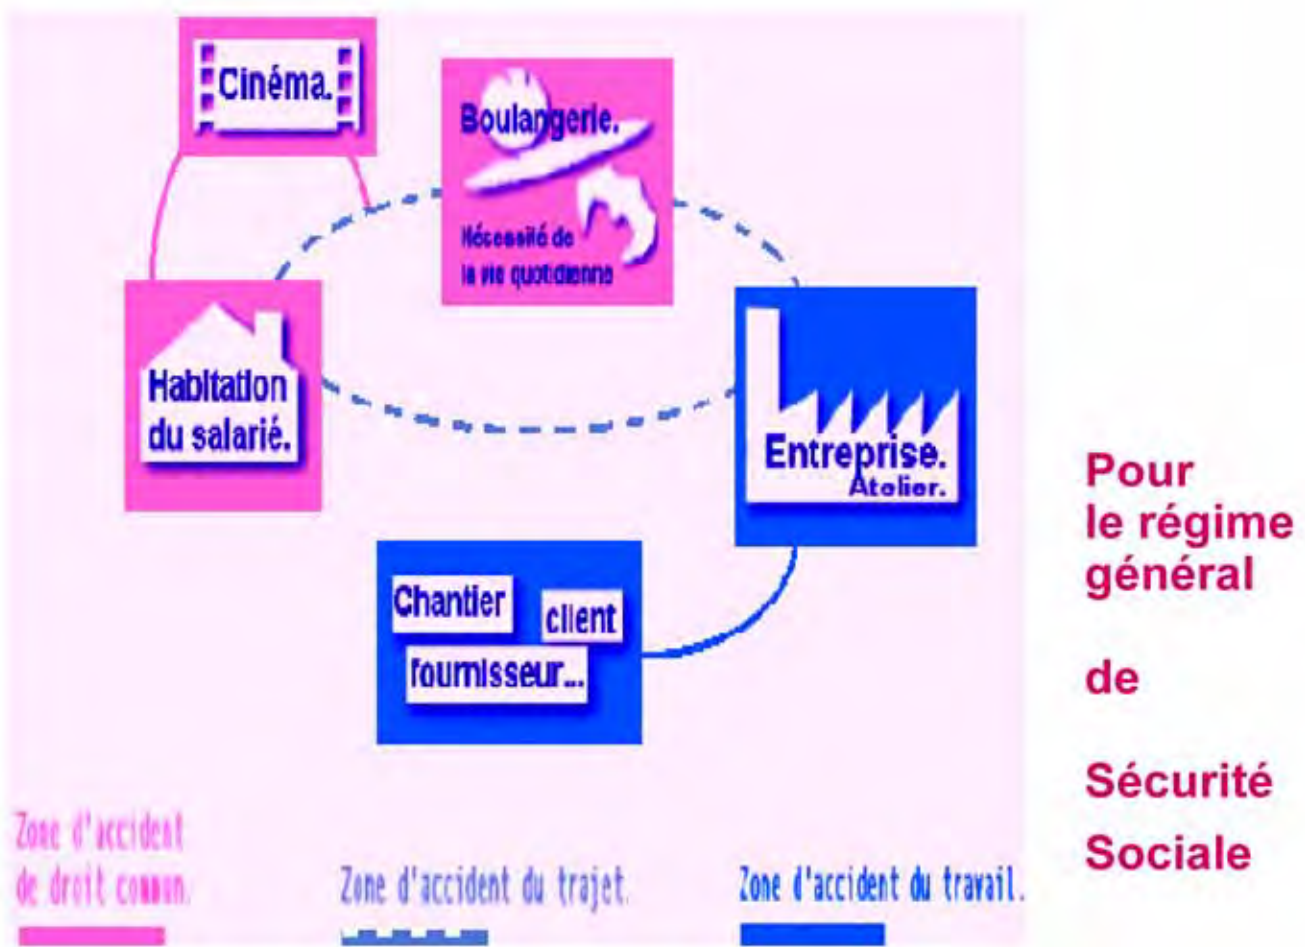 Cinéma.
Boulangerie.
Nécessité de
la vie quotidienne
Habitation
du salarié.
Entreprise.
Atelier.
Chantier
client
fournisseur...
Pour
le régime
général
de
Sécurité
Sociale
Zone d'accident
de droit commun.
Zone d'accident du trajet.
Zone d'accident du travail.